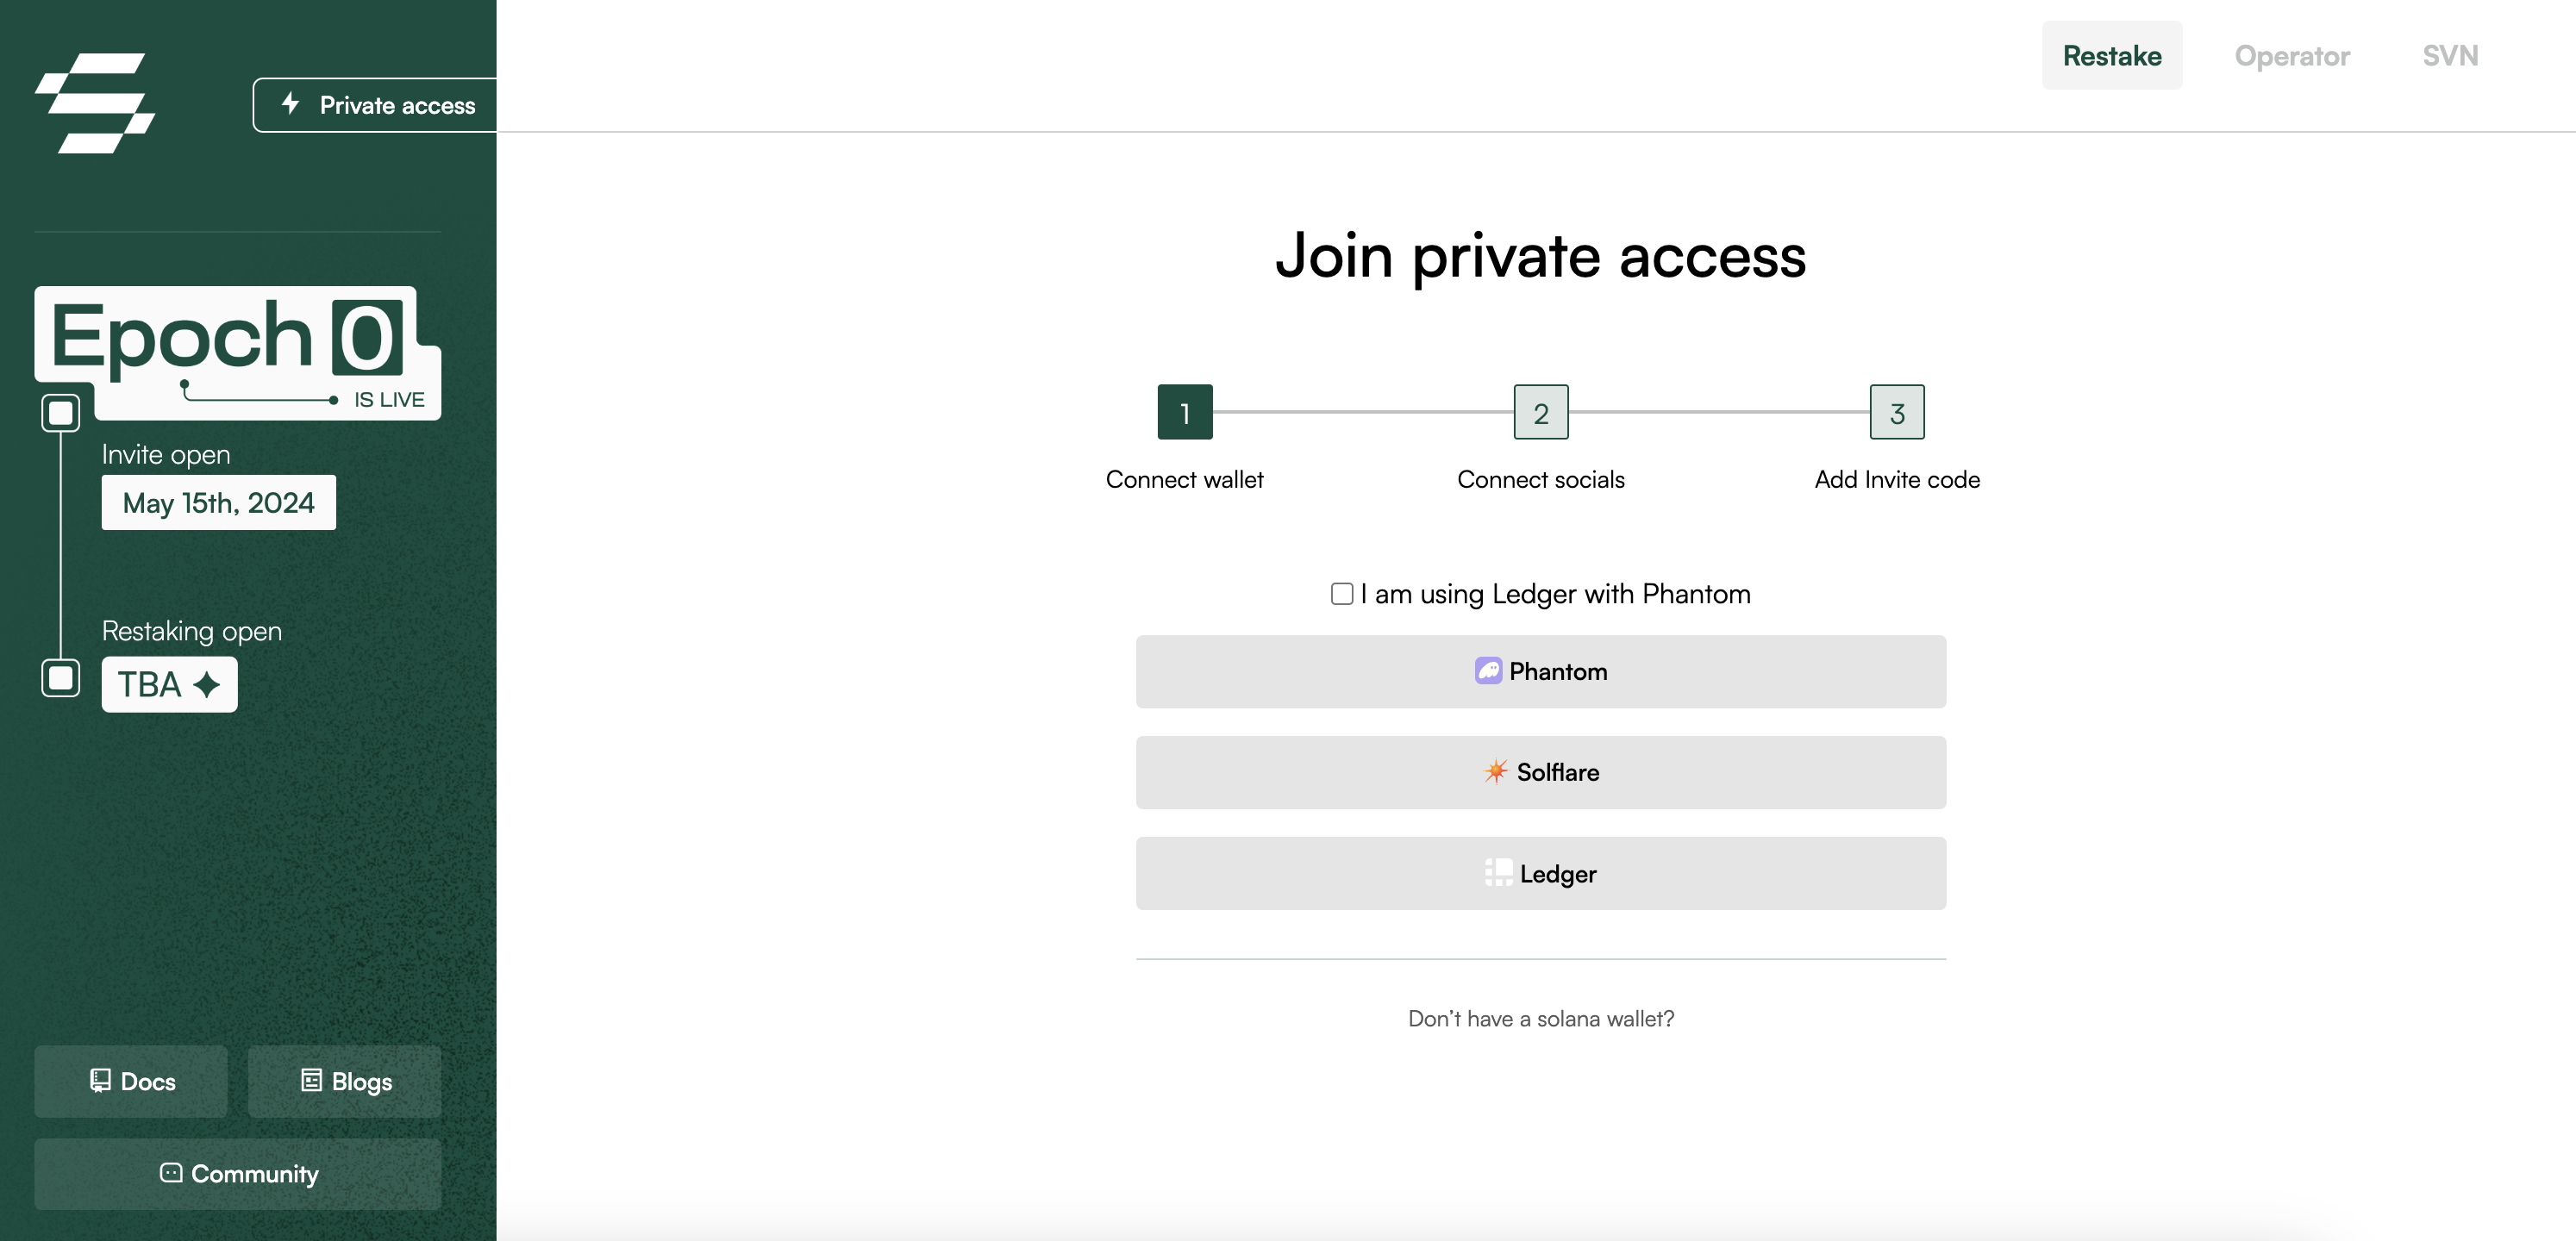 Private access
Epoch 0
IS LIVE
Invite open
May 15th, 2024
Restaking open
TBA
Docs
Blogs
Community
Restake
Operator
SVN
Join private access
1
2
3
Connect wallet
Connect socials
Add Invite code
I am using Ledger with Phantom
Phantom
Solflare
Ledger
Don’t have a solana wallet?